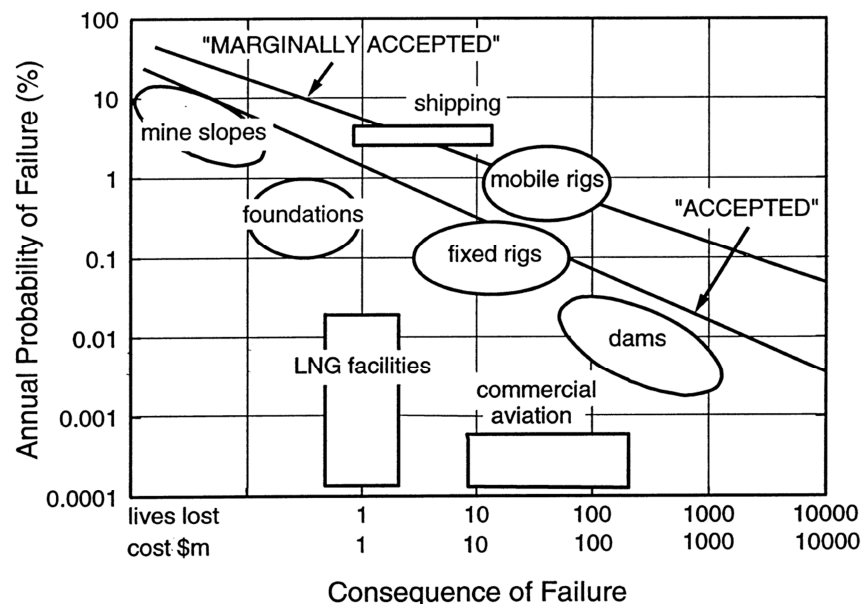 Annual Probability of Failure (%)
100
10
1
0.1
0.01
0.001
0.0001
"MARGINALLY ACCEPTED"
shipping
mine slopes
mobile rigs
foundations
"ACCEPTED"
fixed rigs
dams
LNG facilities
commercial
aviation
lives lost 1 10 100 1000 10000
cost $m 1 10 100 1000 10000
Consequence of Failure